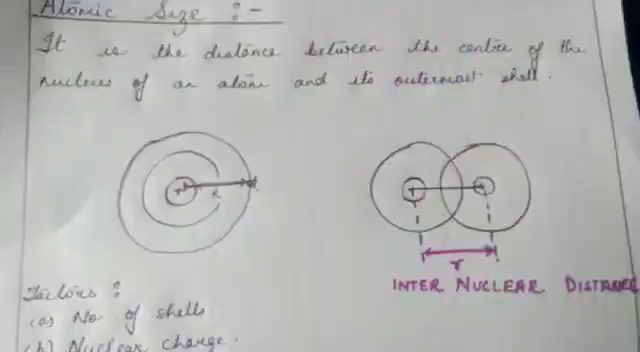 Atomic Size :-
It is the distance between the centre of the
nucleus of an atom and its outermost shell.
r
r
INTER NUCLEAR DISTANCE
Factors :
(a) No of shells
(b) Nuclear charge.